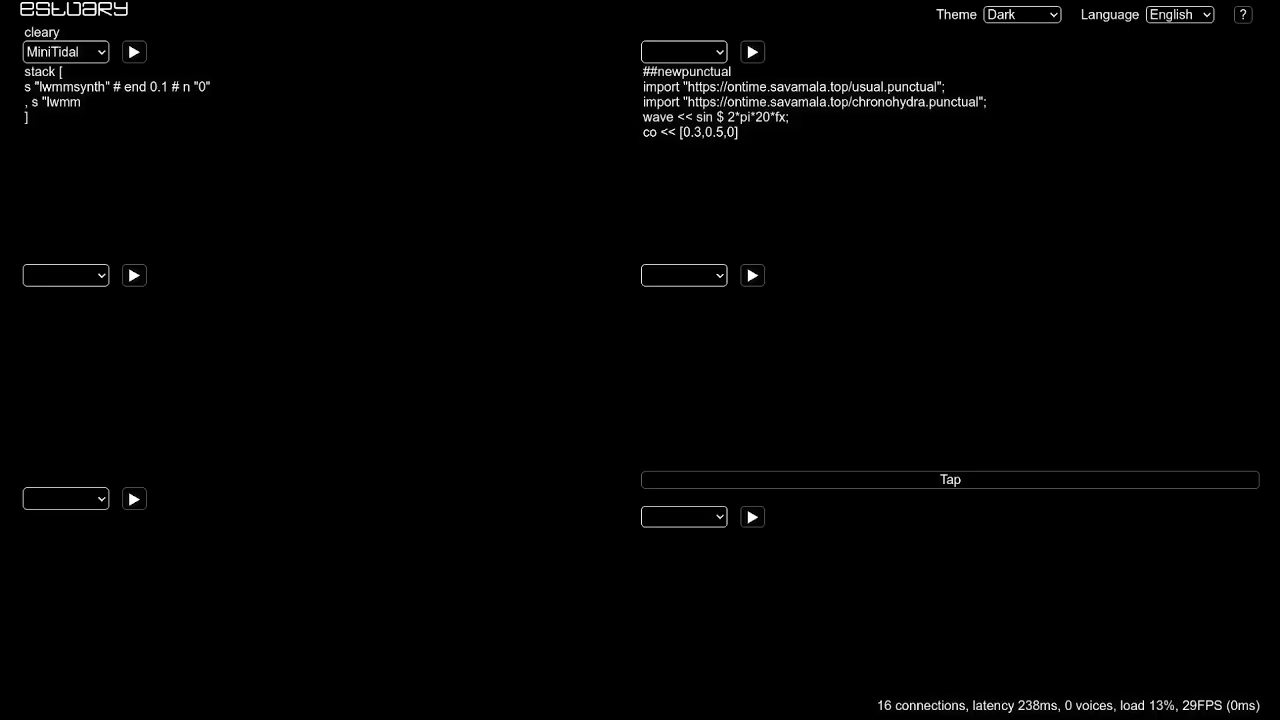 estuary
Theme Dark Language English ?
cleary
MiniTidal
stack [
s "lwmmsynth" # end 0.1 # n "0"
, s "lwmm
]
##newpunctual
import "https://ontime.savamala.top/usual.punctual";
import "https://ontime.savamala.top/chronohydra.punctual";
wave << sin $ 2*pi*20*fx;
co << [0.3,0.5,0]
Tap
16 connections, latency 238ms, 0 voices, load 13%, 29FPS (0ms)